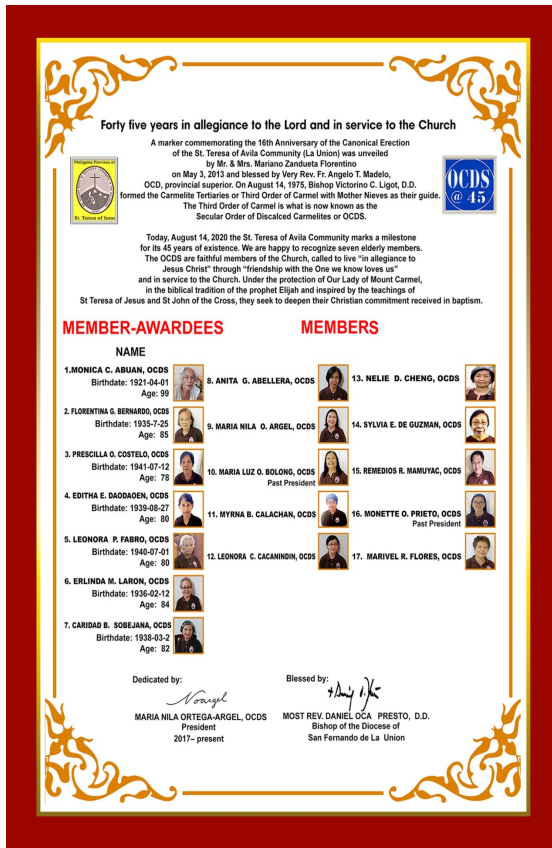 Forty five years in allegiance to the Lord and in service to the Church
A marker commemorating the 16th Anniversary of the Canonical Erection
of the St. Teresa of Avila Community (La Union) was unveiled
by Mr. & Mrs. Mariano Zandueta Florentino
on May 3, 2013 and blessed by Very Rev. Fr. Angelo T. Madelo,
OCD, provincial superior. On August 14, 1975, Bishop Victorino C. Ligot, D.D.
formed the Carmelite Tertiaries or Third Order of Carmel with Mother Nieves as their guide.
The Third Order of Carmel is what is now known as the
Secular Order of Discalced Carmelites or OCDS.
Philippine Province of
St. Teresa of Jesus
OCDS
@ 45
Today, August 14, 2020 the St. Teresa of Avila Community marks a milestone
for its 45 years of existence. We are happy to recognize seven elderly members.
The OCDS are faithful members of the Church, called to live "in allegiance to
Jesus Christ" through "friendship with the One we know loves us"
and in service to the Church. Under the protection of Our Lady of Mount Carmel,
in the biblical tradition of the prophet Elijah and inspired by the teachings of
St Teresa of Jesus and St John of the Cross, they seek to deepen their Christian commitment received in baptism.
MEMBER-AWARDEES
NAME
1.MONICA C. ABUAN, OCDS
Birthdate: 1921-04-01
Age: 99
2. FLORENTINA G. BERNARDO, OCDS
Birthdate: 1935-7-25
Age: 85
3. PRESCILLA O. COSTELO, OCDS
Birthdate: 1941-07-12
Age: 78
4. EDITHA E. DAODAOEN, OCDS
Birthdate: 1939-08-27
Age: 80
5. LEONORA P. FABRO, OCDS
Birthdate: 1940-07-01
Age: 80
6. ERLINDA M. LARON, OCDS
Birthdate: 1936-02-12
Age: 84
7. CARIDAD B. SOBEJANA, OCDS
Birthdate: 1938-03-2
Age: 82
MEMBERS
8. ANITA G. ABELLERA, OCDS
9. MARIA NILA O. ARGEL, OCDS
10. MARIA LUZ O. BOLONG, OCDS
Past President
11. MYRNA B. CALACHAN, OCDS
12. LEONORA C. CACANINDIN, OCDS
13. NELIE D. CHENG, OCDS
14. SYLVIA E. DE GUZMAN, OCDS
15. REMEDIOS R. MAMUYAC, OCDS
16. MONETTE O. PRIETO, OCDS
Past President
17. MARIVEL R. FLORES, OCDS
Dedicated by:
Noargel
MARIA NILA ORTEGA-ARGEL, OCDS
President
2017– present
Blessed by:
MOST REV. DANIEL OCA PRESTO, D.D.
Bishop of the Diocese of
San Fernando de La Union